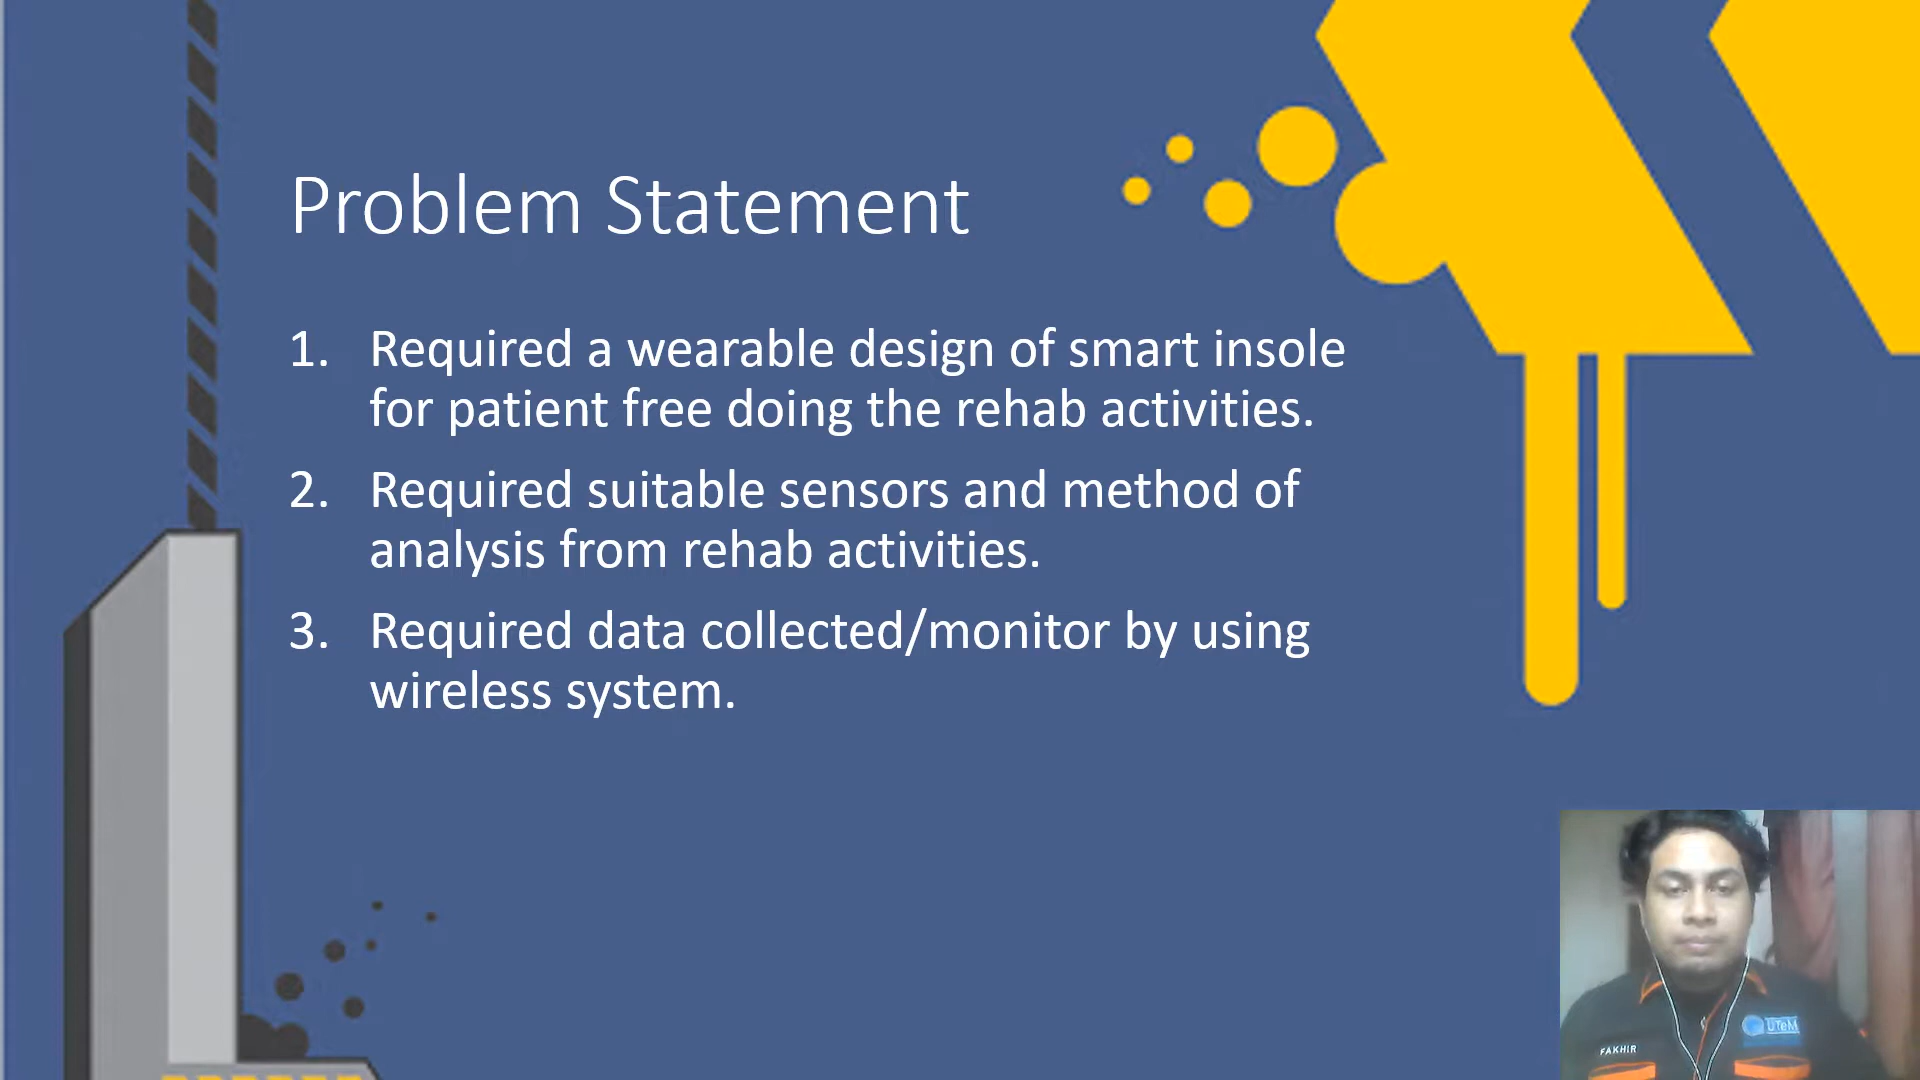 Problem Statement
1. Required a wearable design of smart insole
for patient free doing the rehab activities.
2. Required suitable sensors and method of
analysis from rehab activities.
3. Required data collected/monitor by using
wireless system.
UTeM
FAKHIR